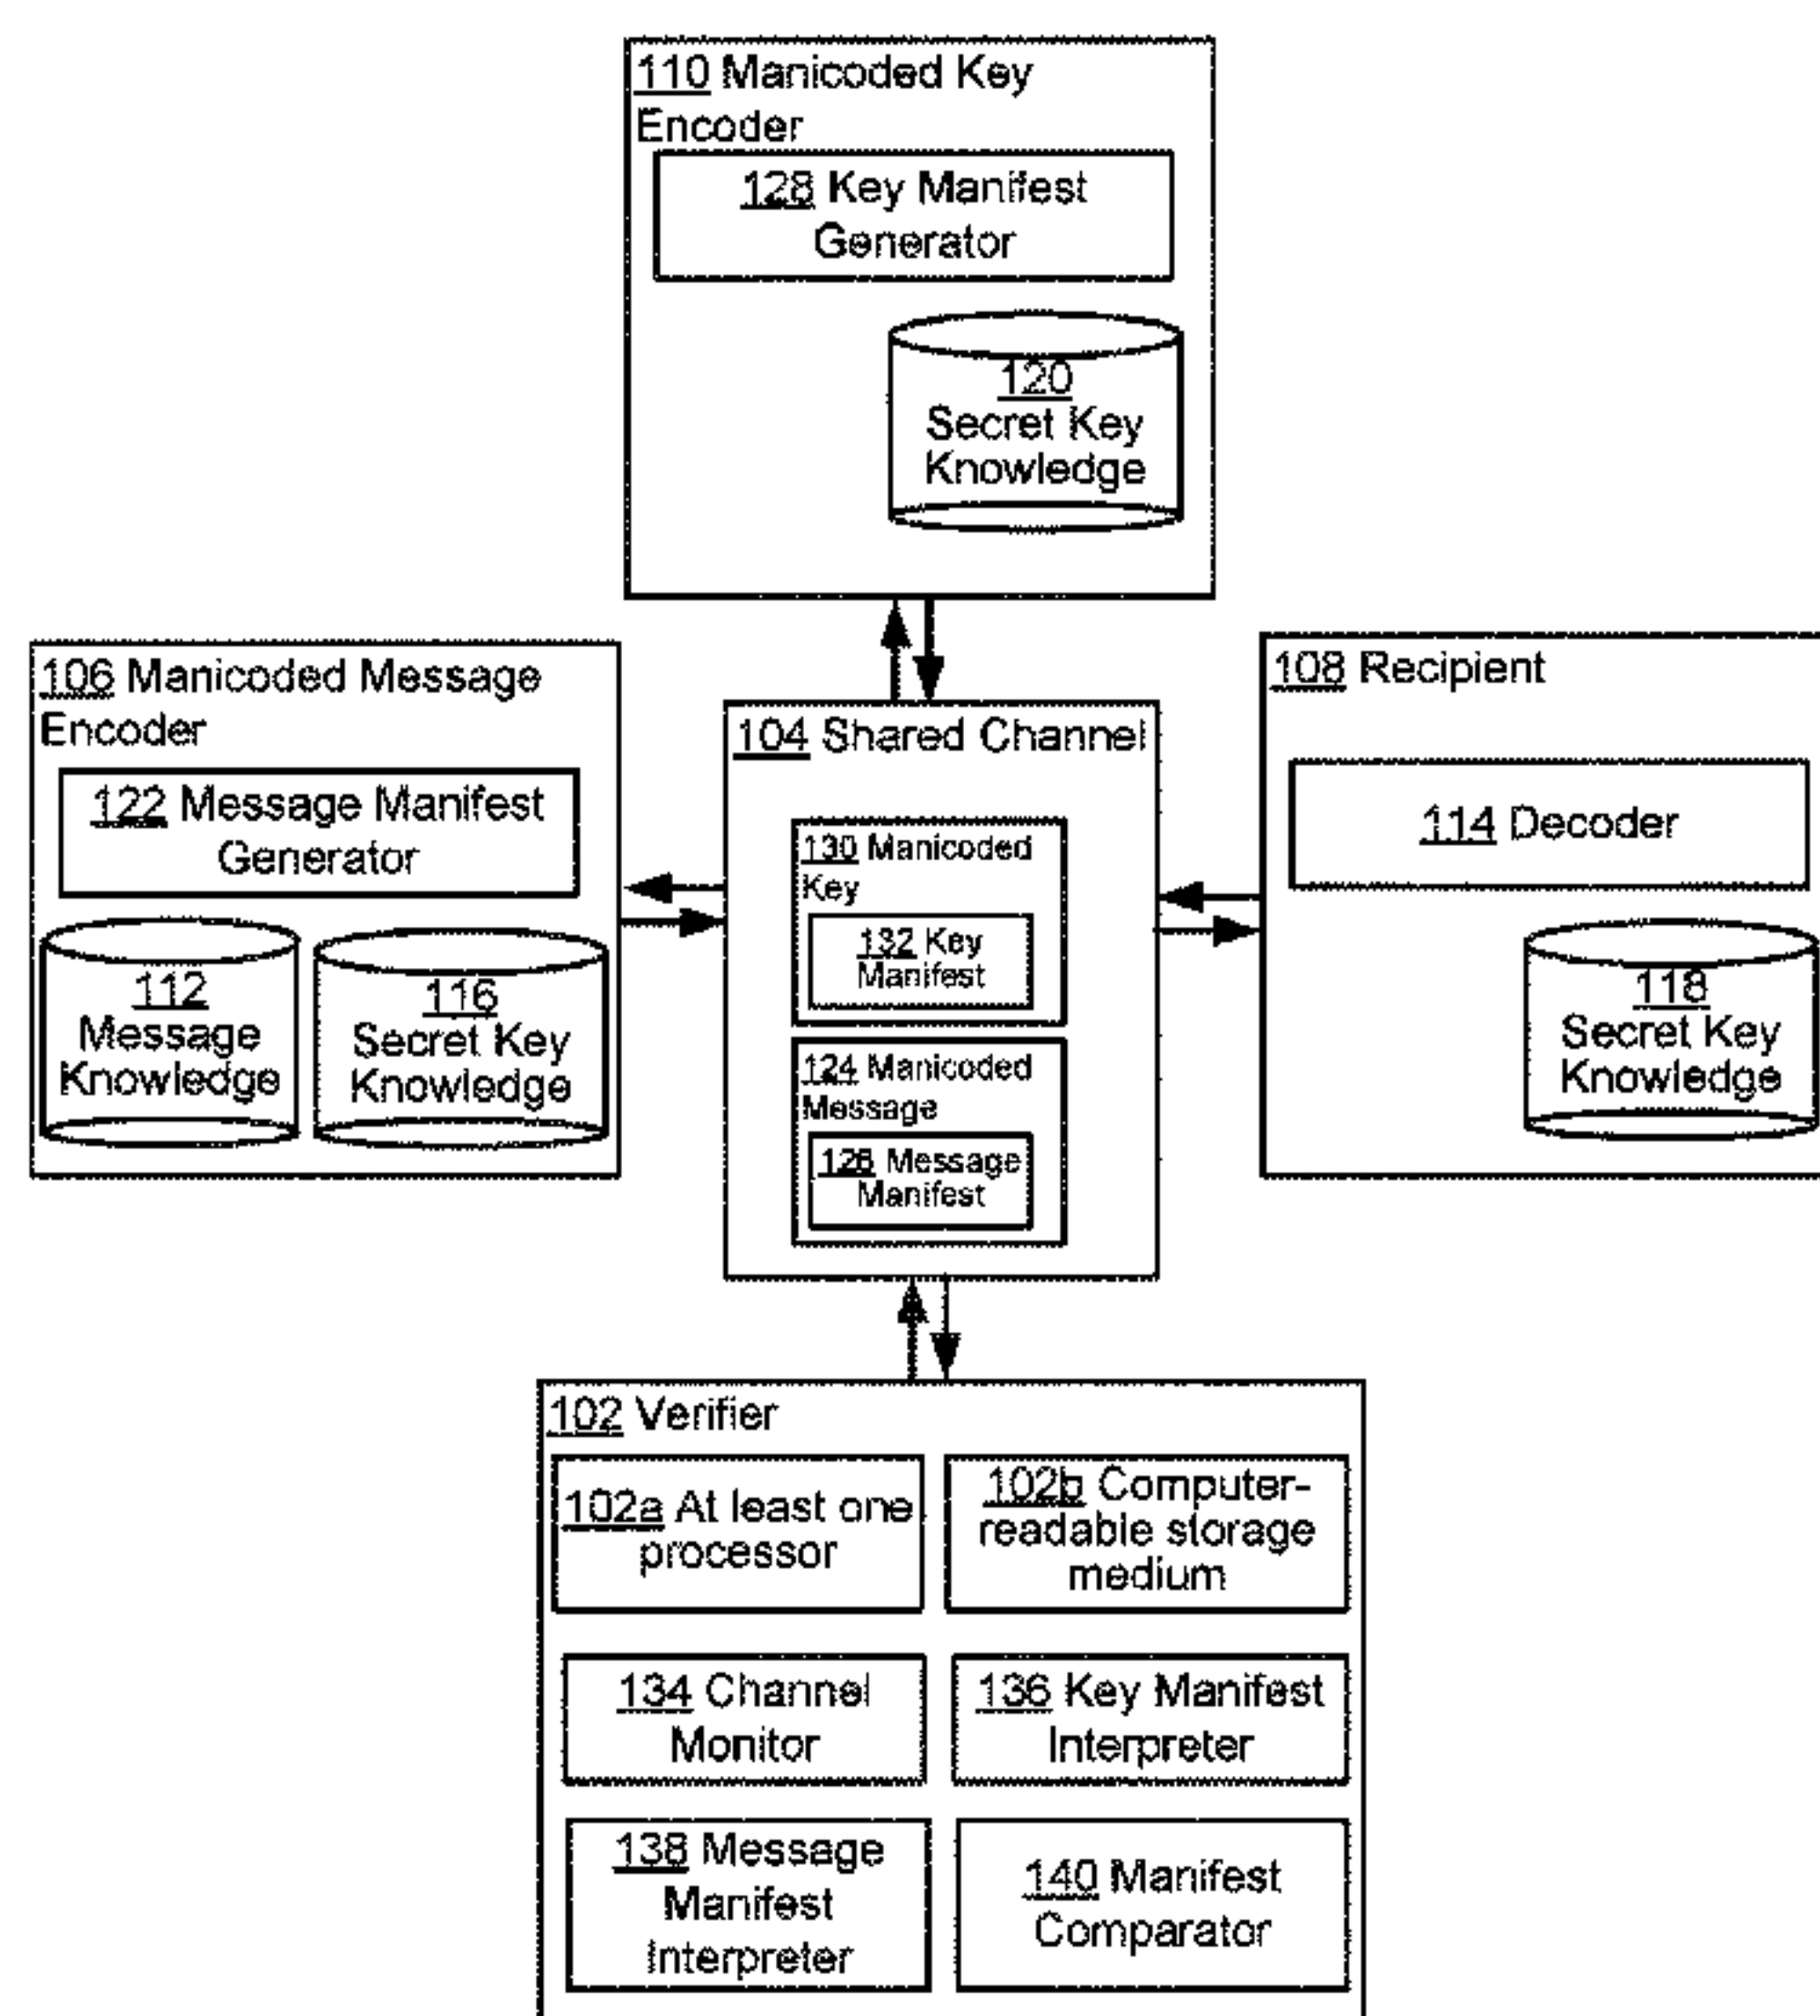 110 Manicoded Key
Encoder
128 Key Manifest
Generator
120
Secret Key
Knowledge
106 Manicoded Message
Encoder
122 Message Manifest
Generator
112
Message
Knowledge
116
Secret Key
Knowledge
104 Shared Channel
130 Manicoded
Key
132 Key
Manifest
124 Manicoded
Message
126 Message
Manifest
108 Recipient
114 Decoder
118
Secret Key
Knowledge
102 Verifier
102a At least one
processor
102b Computer-
readable storage
medium
134 Channel
Monitor
136 Key Manifest
Interpreter
138 Message
Manifest
Interpreter
140 Manifest
Comparator